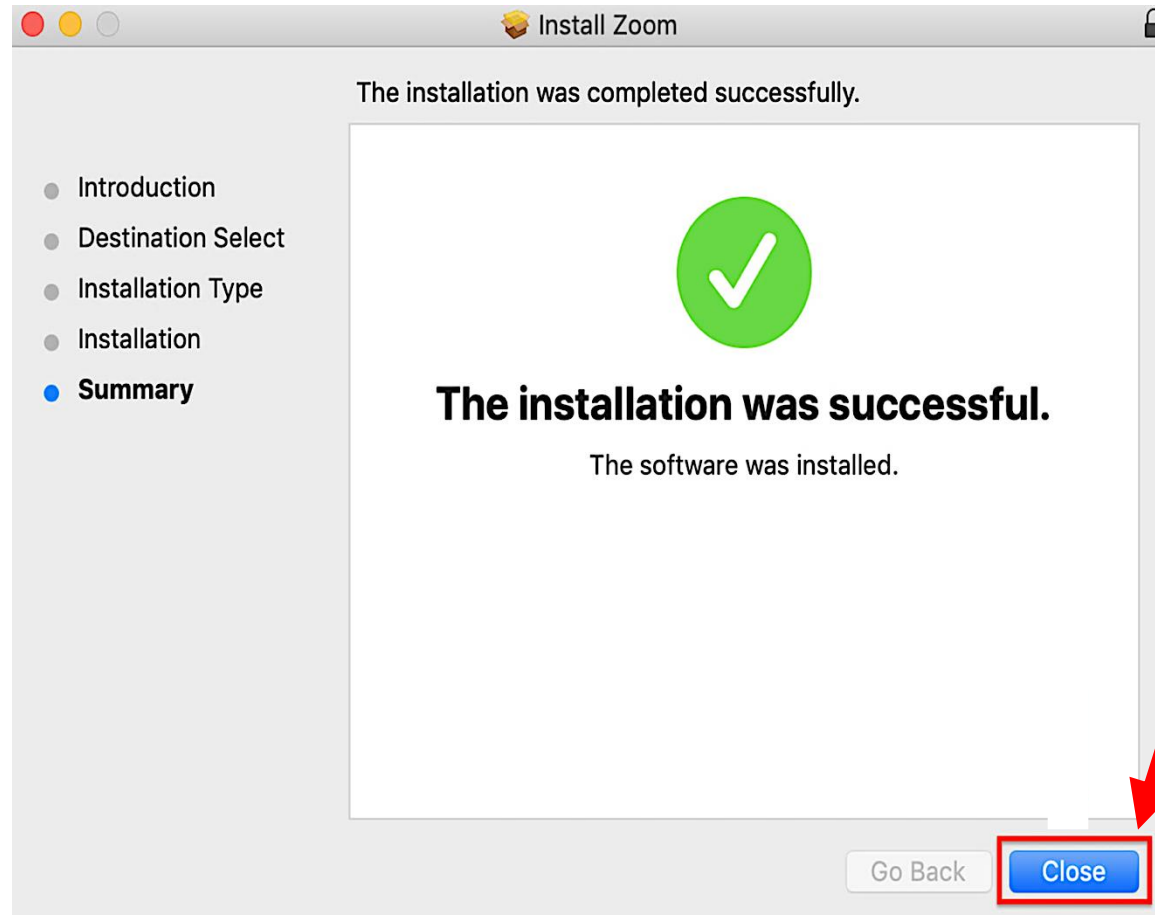 Install Zoom
The installation was completed successfully.
Introduction
Destination Select
Installation Type
Installation
Summary
The installation was successful.
The software was installed.
Go Back
Close